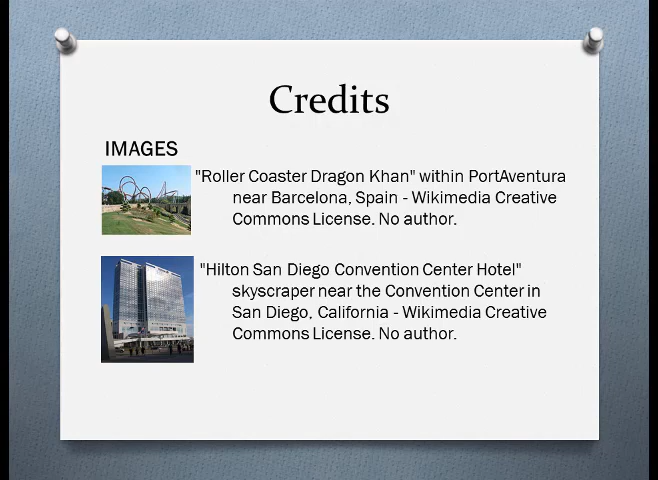 Credits
IMAGES
"Roller Coaster Dragon Khan" within PortAventura
near Barcelona, Spain - Wikimedia Creative
Commons License. No author.
"Hilton San Diego Convention Center Hotel"
skyscraper near the Convention Center in
San Diego, California - Wikimedia Creative
Commons License. No author.